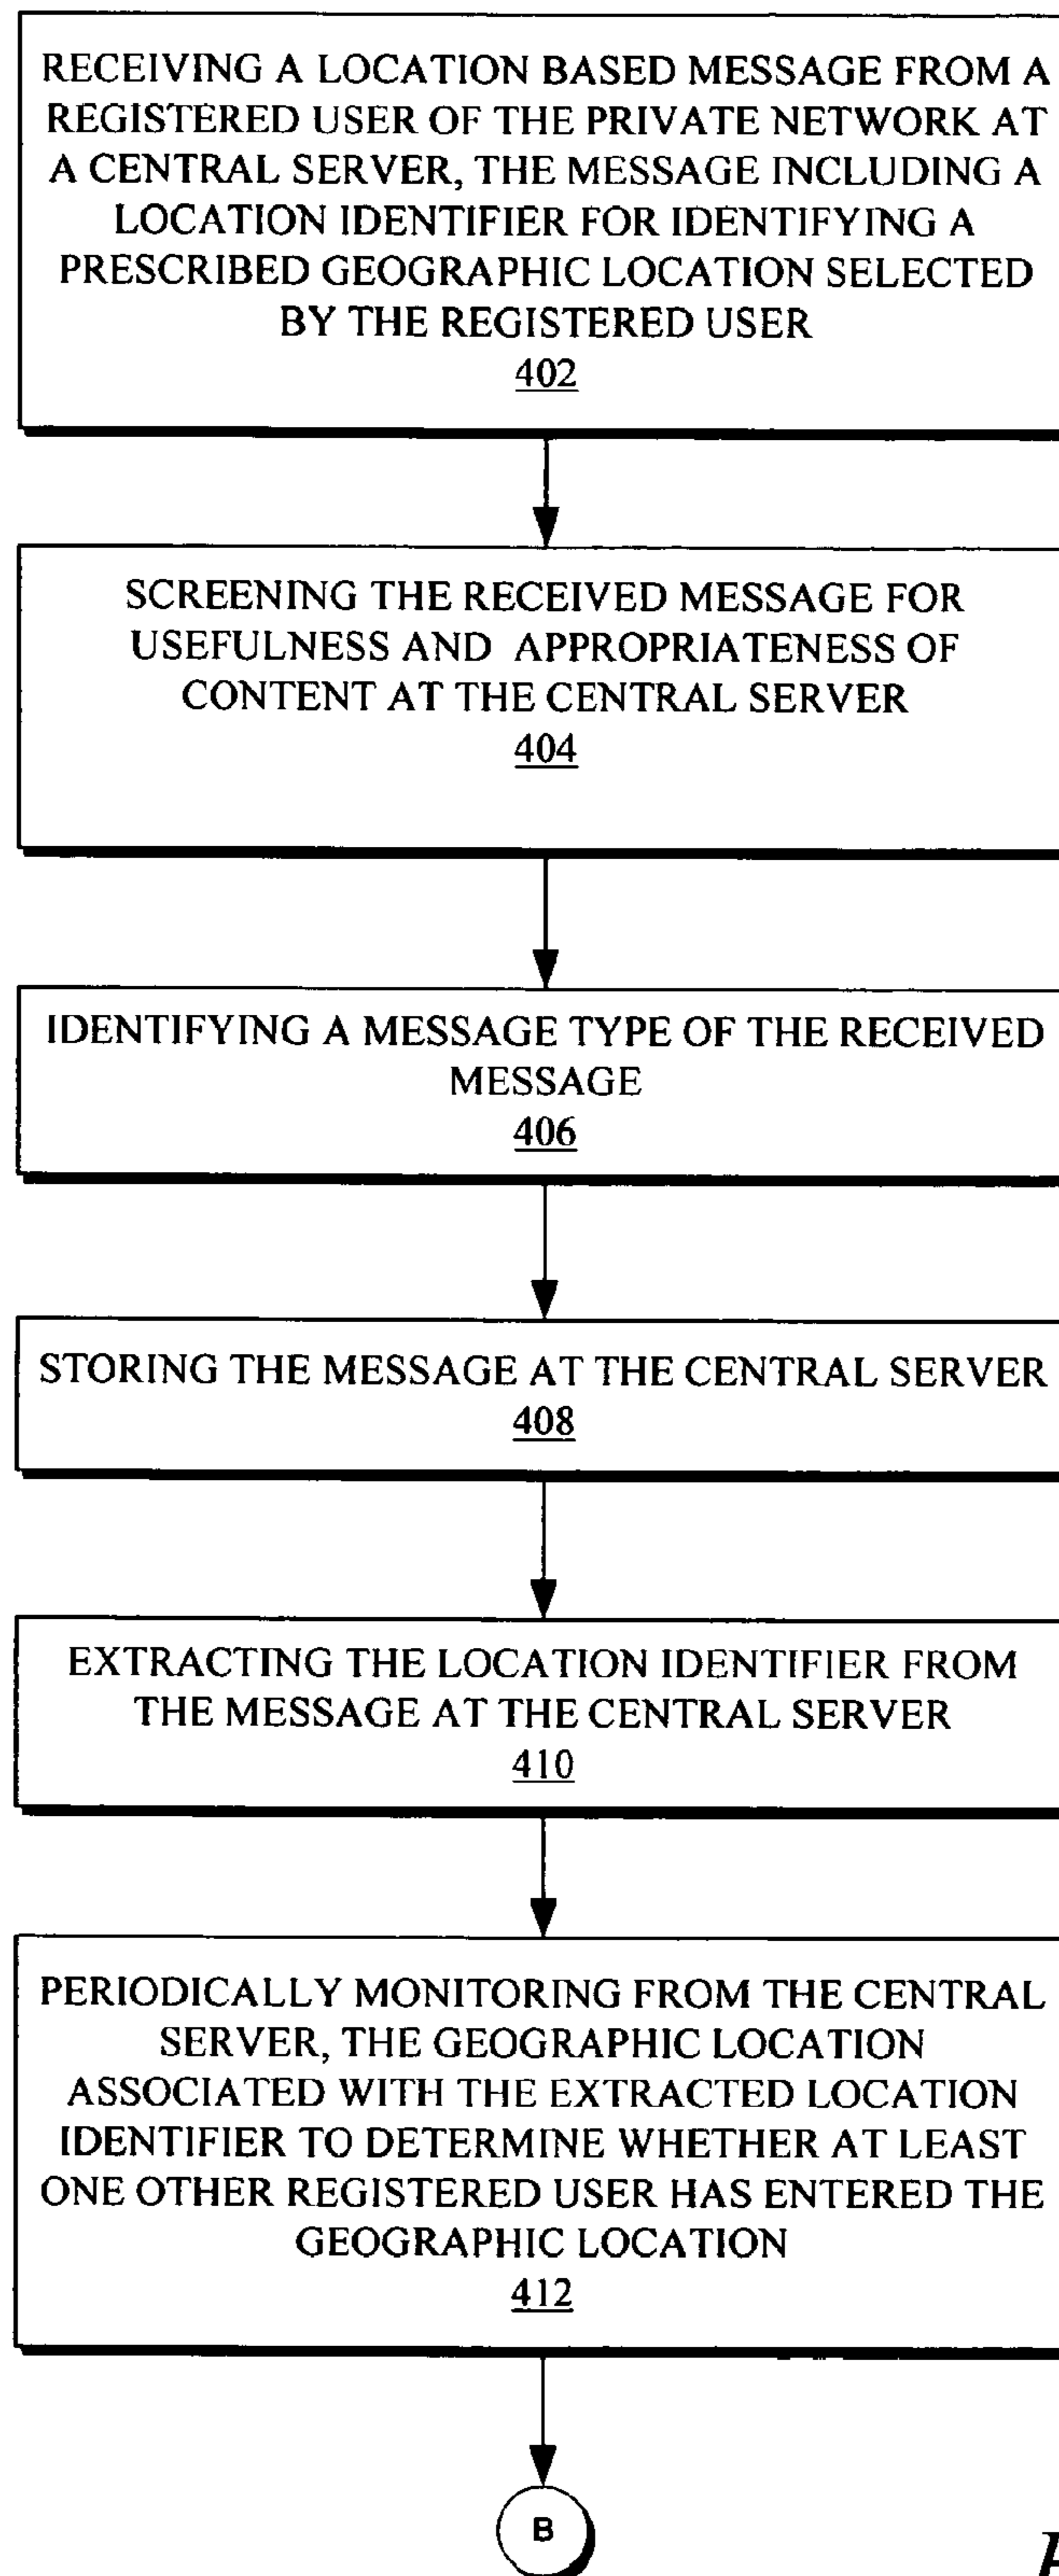 RECEIVING A LOCATION BASED MESSAGE FROM A
REGISTERED USER OF THE PRIVATE NETWORK AT
A CENTRAL SERVER, THE MESSAGE INCLUDING A
LOCATION IDENTIFIER FOR IDENTIFYING A
PRESCRIBED GEOGRAPHIC LOCATION SELECTED
BY THE REGISTERED USER
402
SCREENING THE RECEIVED MESSAGE FOR
USEFULNESS AND APPROPRIATENESS OF
CONTENT AT THE CENTRAL SERVER
404
IDENTIFYING A MESSAGE TYPE OF THE RECEIVED
MESSAGE
406
STORING THE MESSAGE AT THE CENTRAL SERVER
408
EXTRACTING THE LOCATION IDENTIFIER FROM
THE MESSAGE AT THE CENTRAL SERVER
410
PERIODICALLY MONITORING FROM THE CENTRAL
SERVER, THE GEOGRAPHIC LOCATION
ASSOCIATED WITH THE EXTRACTED LOCATION
IDENTIFIER TO DETERMINE WHETHER AT LEAST
ONE OTHER REGISTERED USER HAS ENTERED THE
GEOGRAPHIC LOCATION
412
B